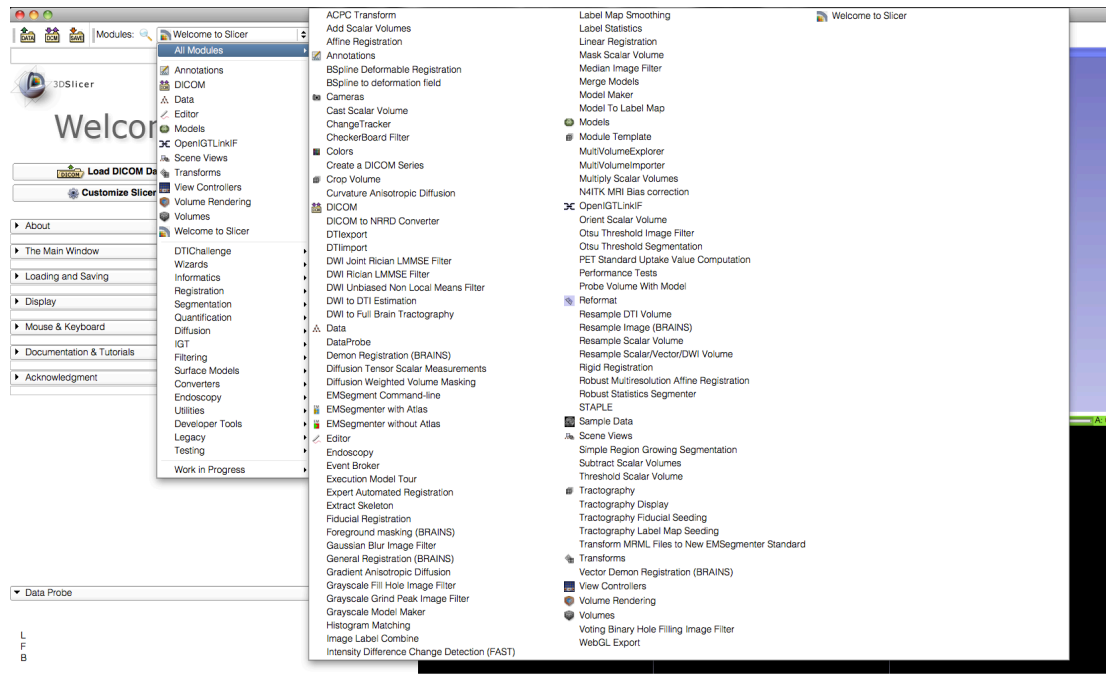 DATA
DCM
SAVE
Modules:
Welcome to Slicer
3DSlicer
Welcor
DICOM
Load DICOM Da
Customize Slicer
About
The Main Window
Loading and Saving
Display
Mouse & Keyboard
Documentation & Tutorials
Acknowledgment
Data Probe
L
F
B
All Modules
Annotations
DICOM
Data
Editor
Models
OpenIGTLinkIF
Scene Views
Transforms
View Controllers
Volume Rendering
Volumes
Welcome to Slicer
DTIChallenge
Wizards
Informatics
Registration
Segmentation
Quantification
Diffusion
IGT
Filtering
Surface Models
Converters
Endoscopy
Utilities
Developer Tools
Legacy
Testing
Work in Progress
ACPC Transform
Add Scalar Volumes
Affine Registration
Annotations
BSpline Deformable Registration
BSpline to deformation field
Cameras
Cast Scalar Volume
ChangeTracker
CheckerBoard Filter
Colors
Create a DICOM Series
Crop Volume
Curvature Anisotropic Diffusion
DICOM
DICOM to NRRD Converter
DTIexport
DTIimport
DWI Joint Rician LMMSE Filter
DWI Rician LMMSE Filter
DWI Unbiased Non Local Means Filter
DWI to DTI Estimation
DWI to Full Brain Tractography
Data
DataProbe
Demon Registration (BRAINS)
Diffusion Tensor Scalar Measurements
Diffusion Weighted Volume Masking
EMSegment Command-line
EMSegmenter with Atlas
EMSegmenter without Atlas
Editor
Endoscopy
Event Broker
Execution Model Tour
Expert Automated Registration
Extract Skeleton
Fiducial Registration
Foreground masking (BRAINS)
Gaussian Blur Image Filter
General Registration (BRAINS)
Gradient Anisotropic Diffusion
Grayscale Fill Hole Image Filter
Grayscale Grind Peak Image Filter
Grayscale Model Maker
Histogram Matching
Image Label Combine
Intensity Difference Change Detection (FAST)
Label Map Smoothing
Label Statistics
Linear Registration
Mask Scalar Volume
Median Image Filter
Merge Models
Model Maker
Model To Label Map
Models
Module Template
MultiVolumeExplorer
MultiVolumeImporter
Multiply Scalar Volumes
N4ITK MRI Bias correction
OpenIGTLinkIF
Orient Scalar Volume
Otsu Threshold Image Filter
Otsu Threshold Segmentation
PET Standard Uptake Value Computation
Performance Tests
Probe Volume With Model
Reformat
Resample DTI Volume
Resample Image (BRAINS)
Resample Scalar Volume
Resample Scalar/Vector/DWI Volume
Rigid Registration
Robust Multiresolution Affine Registration
Robust Statistics Segmenter
STAPLE
Sample Data
Scene Views
Simple Region Growing Segmentation
Subtract Scalar Volumes
Threshold Scalar Volume
Tractography
Tractography Display
Tractography Fiducial Seeding
Tractography Label Map Seeding
Transform MRML Files to New EMSegmenter Standard
Transforms
Vector Demon Registration (BRAINS)
View Controllers
Volume Rendering
Volumes
Voting Binary Hole Filling Image Filter
WebGL Export
Welcome to Slicer
A: